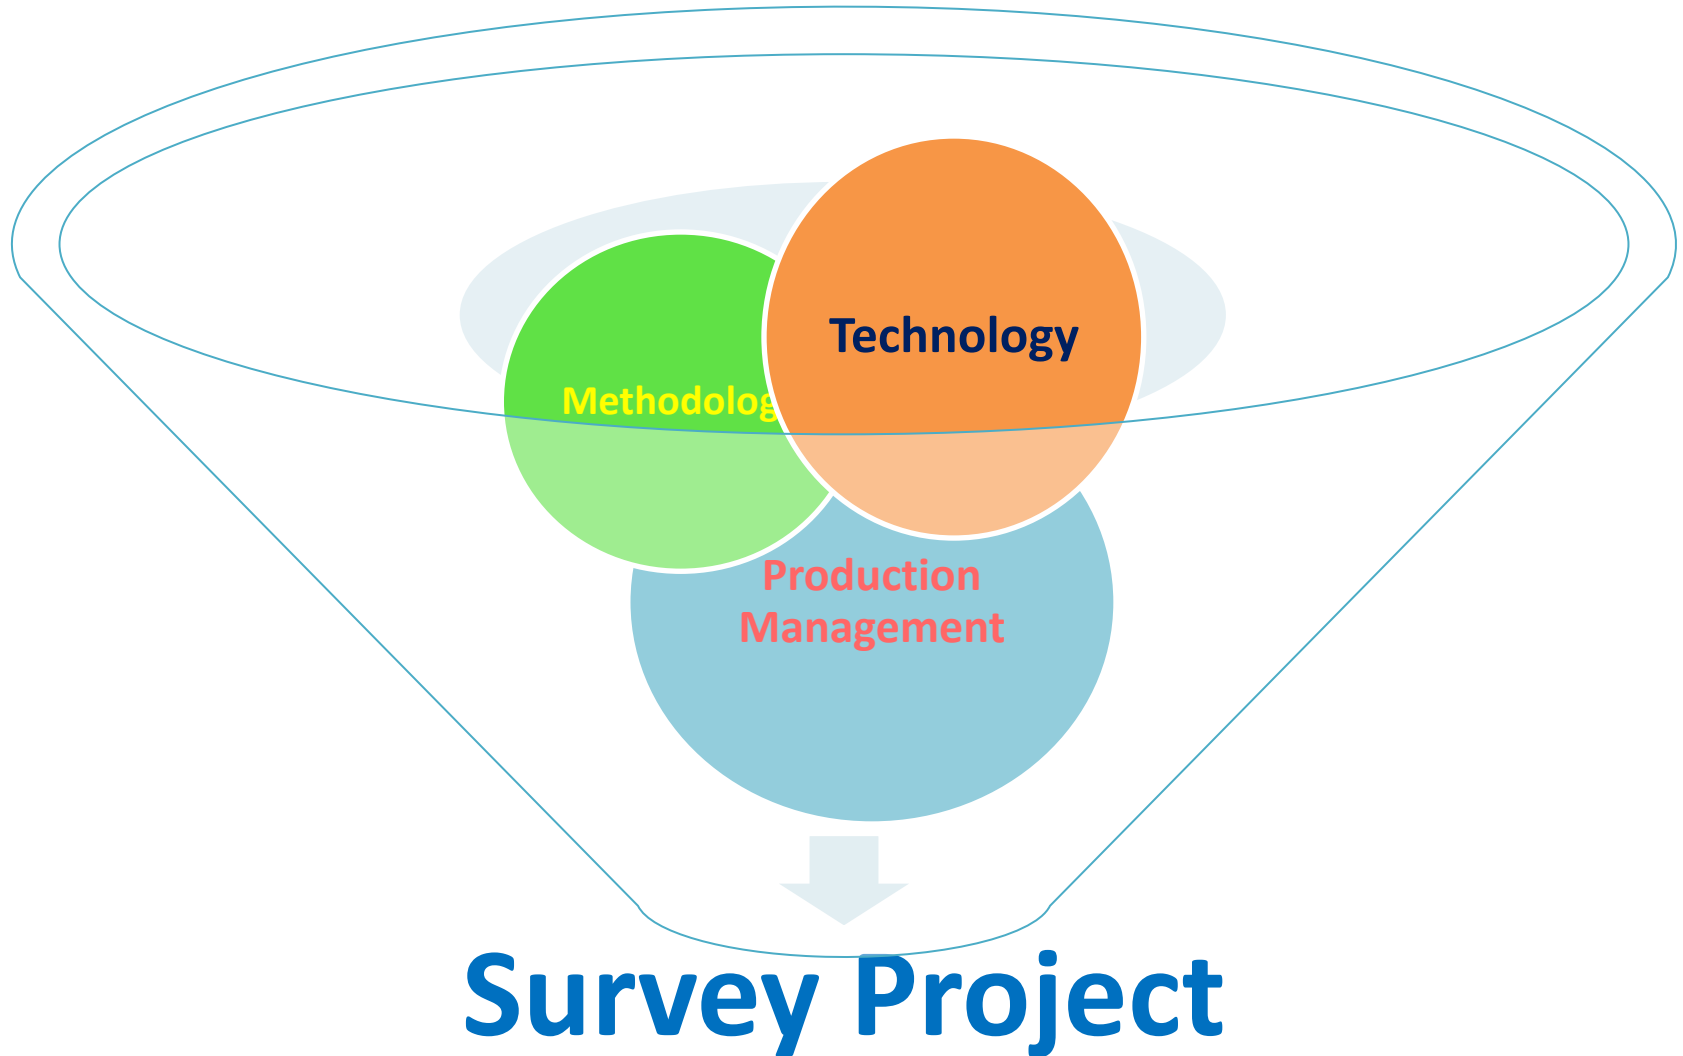 Technology
Methodolog
Production
Management
Survey Project